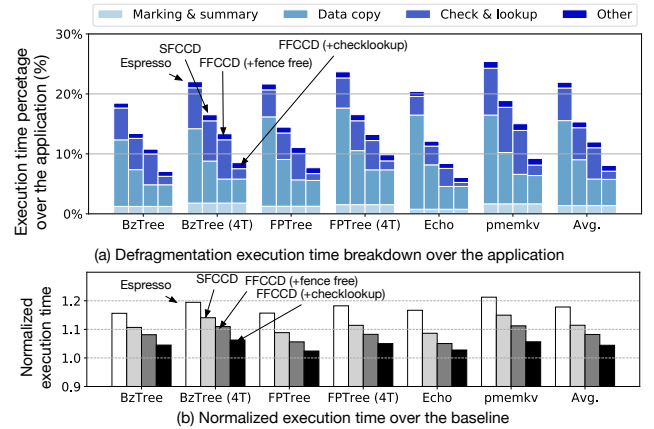 Marking & summary Data copy Check & lookup Other
Execution time percetage
over the application (%)
30%
20%
10%
0%
Espresso
SFCCD
FFCCD (+fence free)
FFCCD (+checklookup)
BzTree BzTree (4T) FPTree FPTree (4T) Echo pmemkv Avg.
(a) Defragmentation execution time breakdown over the application
Normalized
execution time
1.2
1.1
1.0
0.9
Espresso
SFCCD
FFCCD (+fence free)
FFCCD (+checklookup)
BzTree BzTree (4T) FPTree FPTree (4T) Echo pmemkv Avg.
(b) Normalized execution time over the baseline